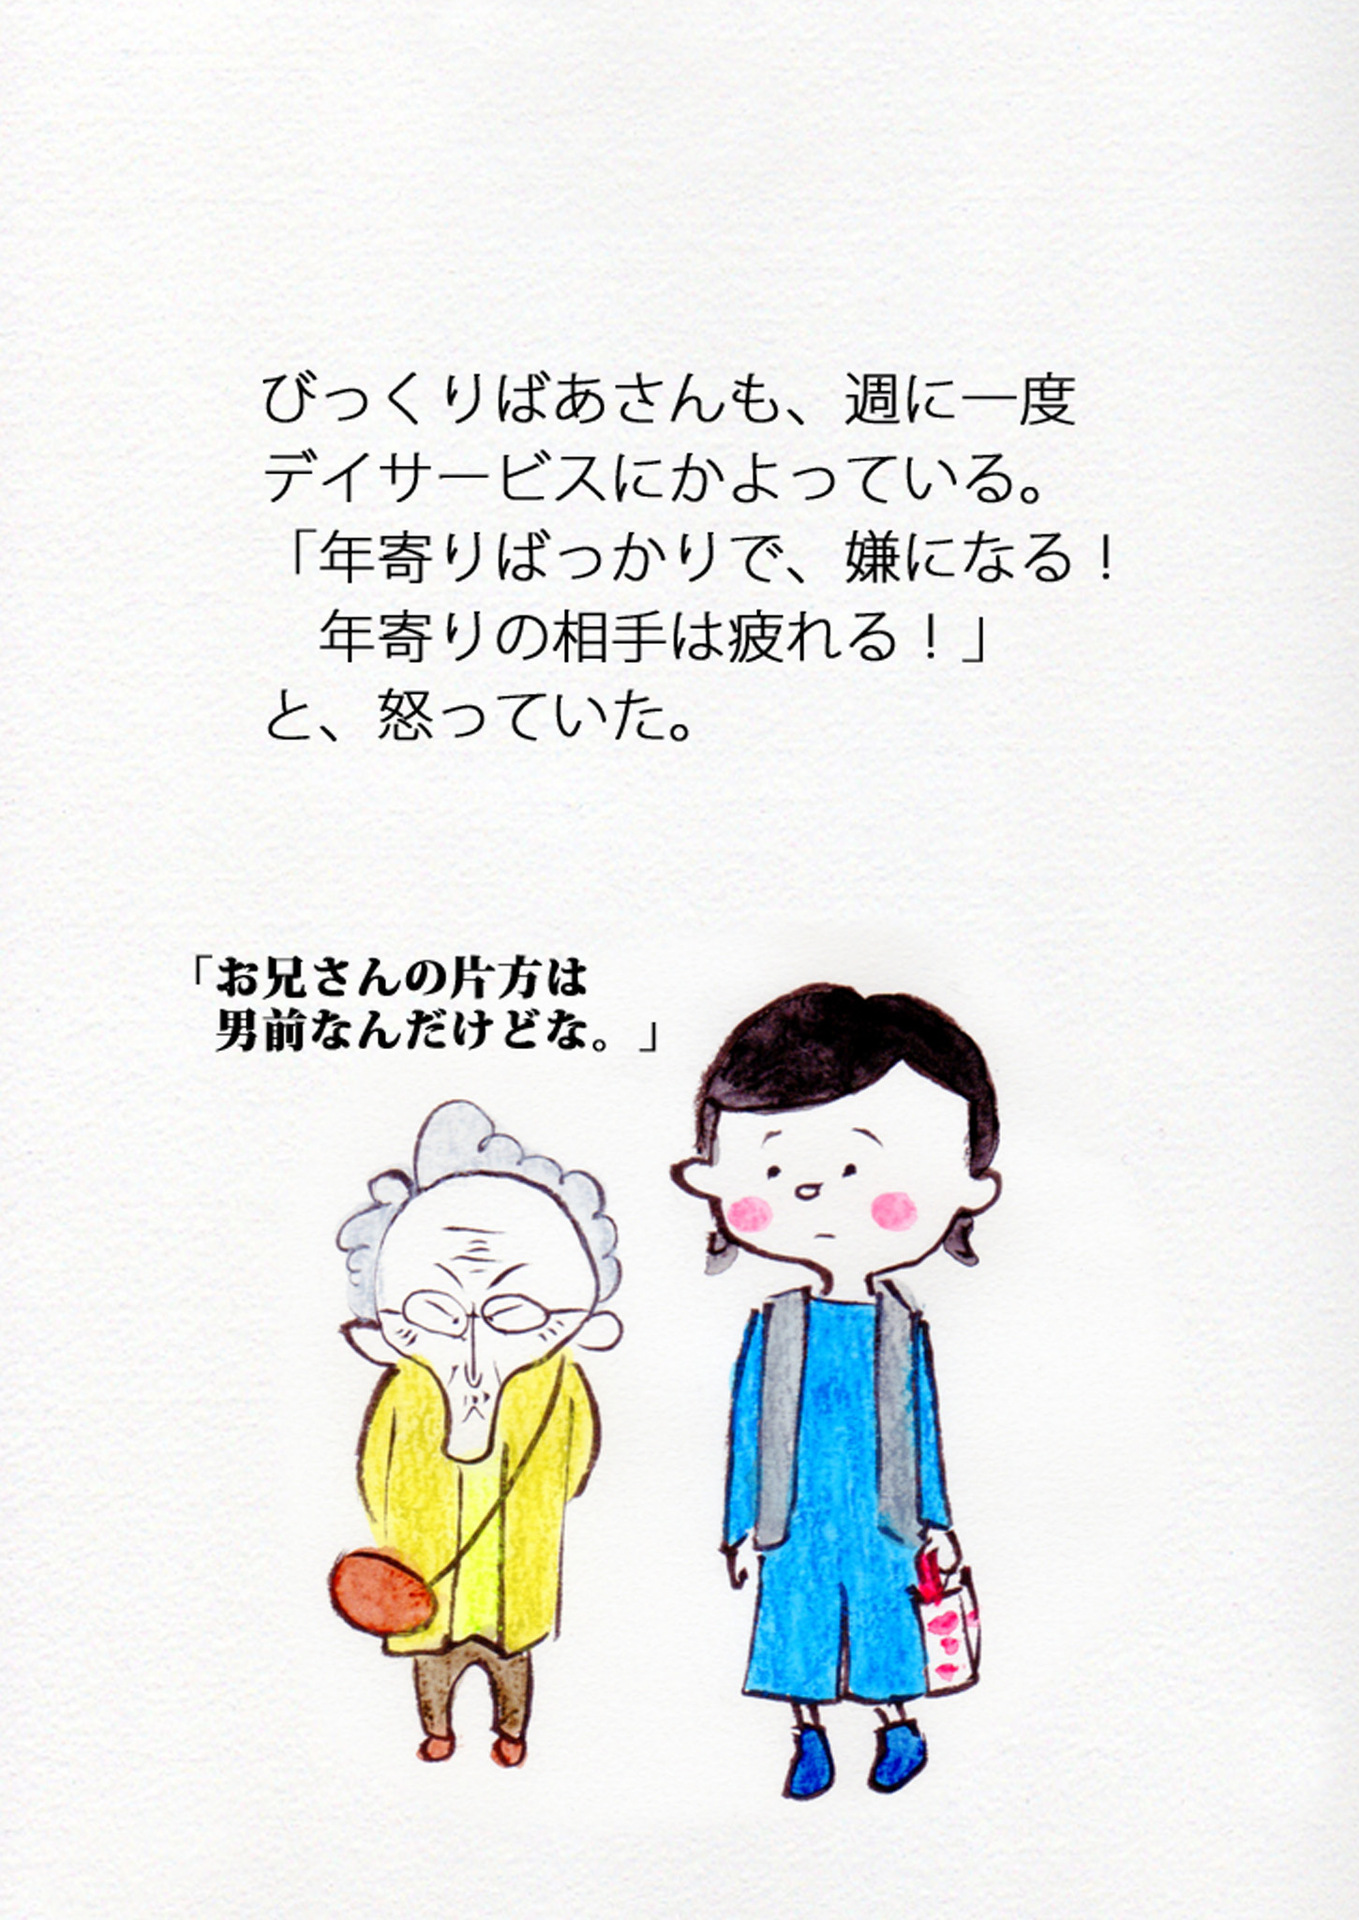 びっくりばあさんも、週に一度
デイサービスにかよっている。
「年寄りばっかりで、嫌になる！
年寄りの相手は疲れる！」
と、怒っていた。
「お兄さんの片方は
男前なんだけどな。」